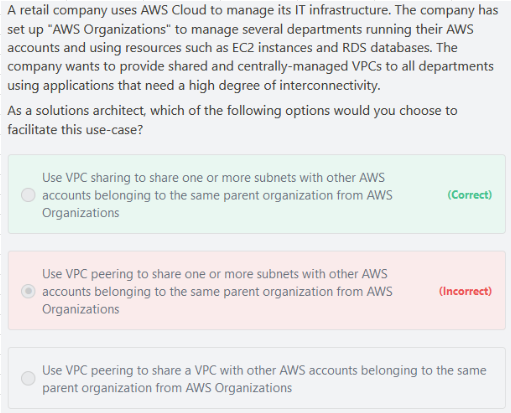 A retail company uses AWS Cloud to manage its IT infrastructure. The company has
set up "AWS Organizations" to manage several departments running their AWS
accounts and using resources such as EC2 instances and RDS databases. The
company wants to provide shared and centrally-managed VPCs to all departments
using applications that need a high degree of interconnectivity.
As a solutions architect, which of the following options would you choose to
facilitate this use-case?
Use VPC sharing to share one or more subnets with other AWS
accounts belonging to the same parent organization from AWS
Organizations
(Correct)
Use VPC peering to share one or more subnets with other AWS
accounts belonging to the same parent organization from AWS
Organizations
(Incorrect)
Use VPC peering to share a VPC with other AWS accounts belonging to the same
parent organization from AWS Organizations